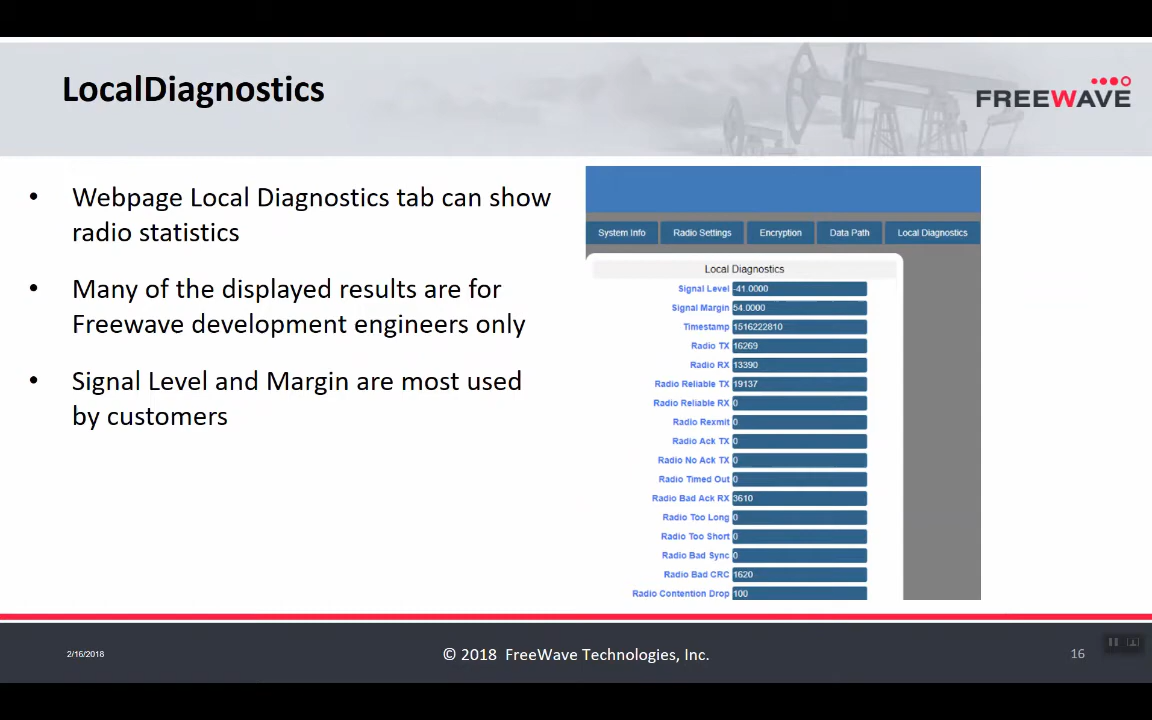 LocalDiagnostics
FREEWAVE
• Webpage Local Diagnostics tab can show
radio statistics
• Many of the displayed results are for
Freewave development engineers only
• Signal Level and Margin are most used
by customers
System Info Radio Settings Encryption Data Path Local Diagnostics
Local Diagnostics
Signal Level -41.0000
Signal Margin 54.0000
Timestamp 1516222810
Radio TX 16269
Radio RX 13390
Radio Reliable TX 19137
Radio Reliable RX 0
Radio Rexmit 0
Radio Ack TX 0
Radio No Ack TX 0
Radio Timed Out 0
Radio Bad Ack RX 3610
Radio Too Long 0
Radio Too Short 0
Radio Bad Sync 0
Radio Bad CRC 1620
Radio Contention Drop 100
2/16/2018
© 2018 FreeWave Technologies, Inc.
16